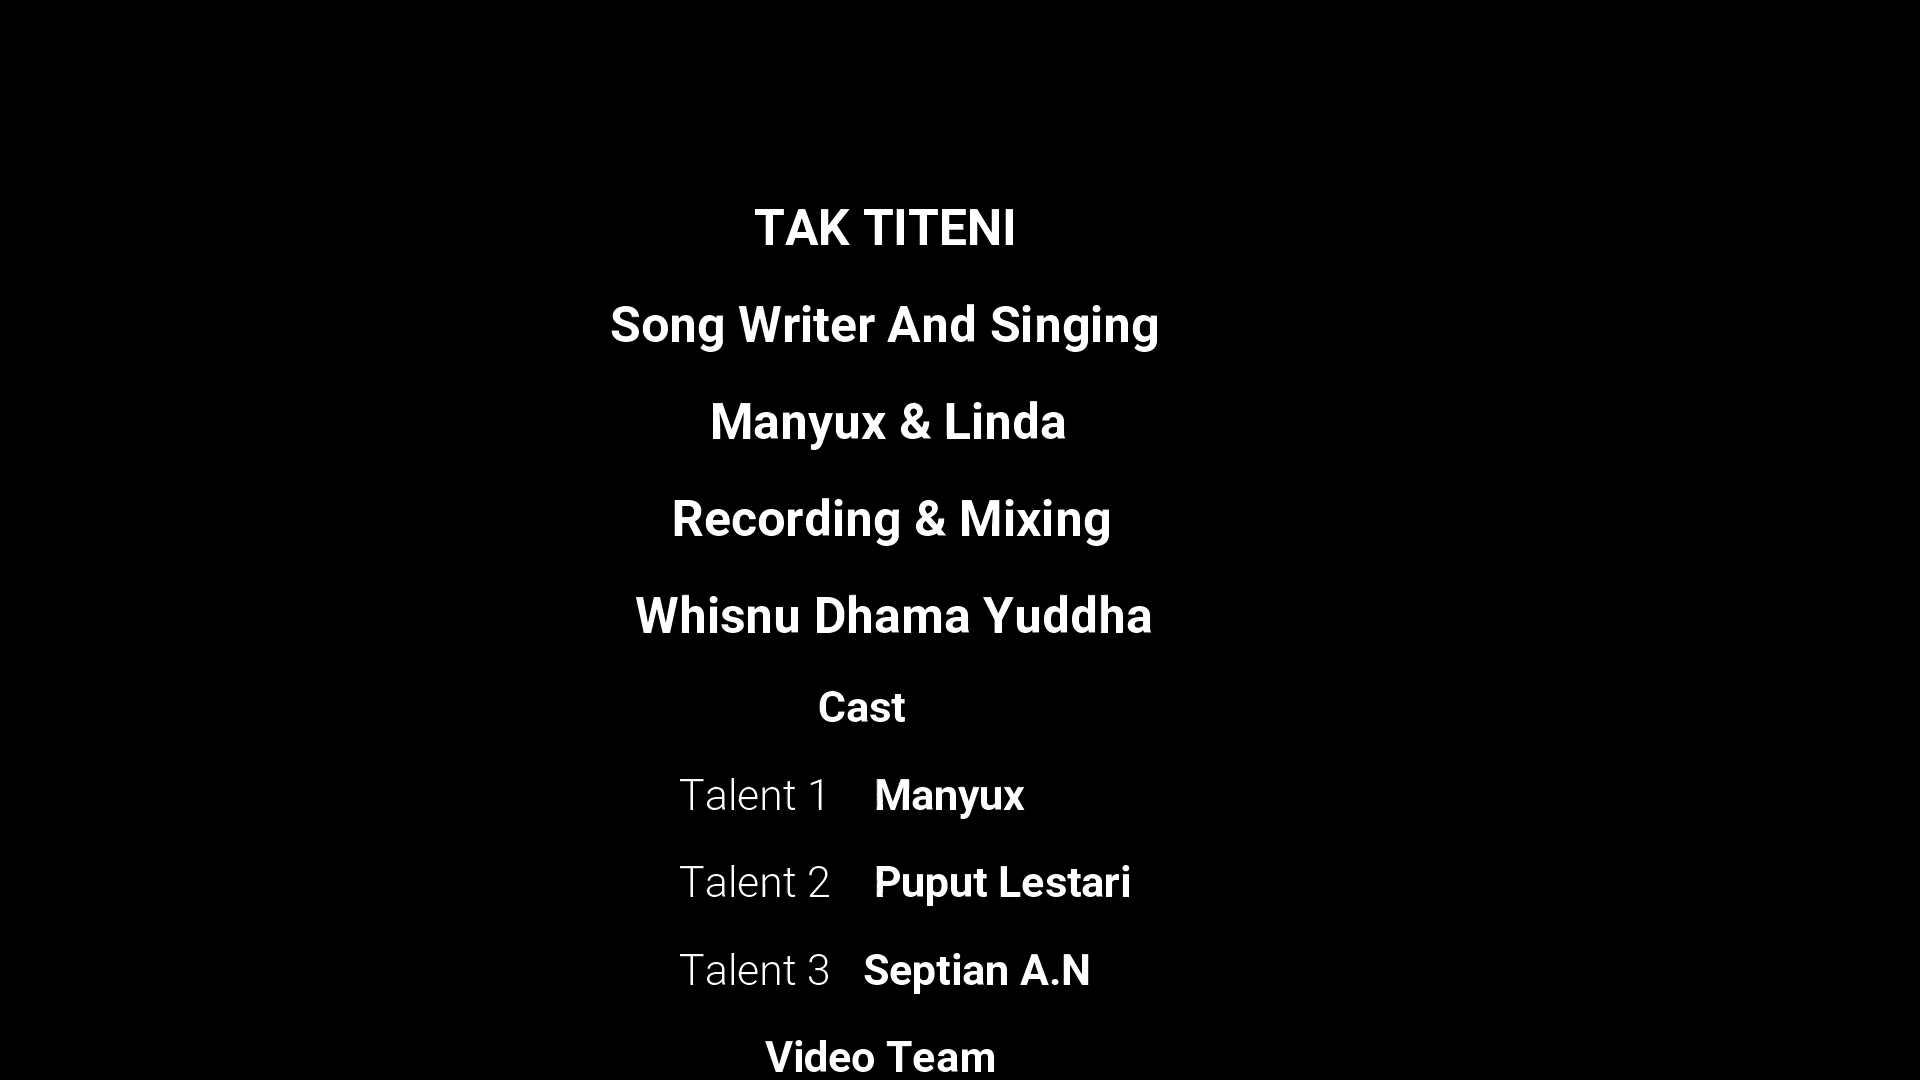 TAK TITENI
Song Writer And Singing
Manyux & Linda
Recording & Mixing
Whisnu Dhama Yuddha
Cast
Talent 1 Manyux
Talent 2 Puput Lestari
Talent 3 Septian A.N
Video Team